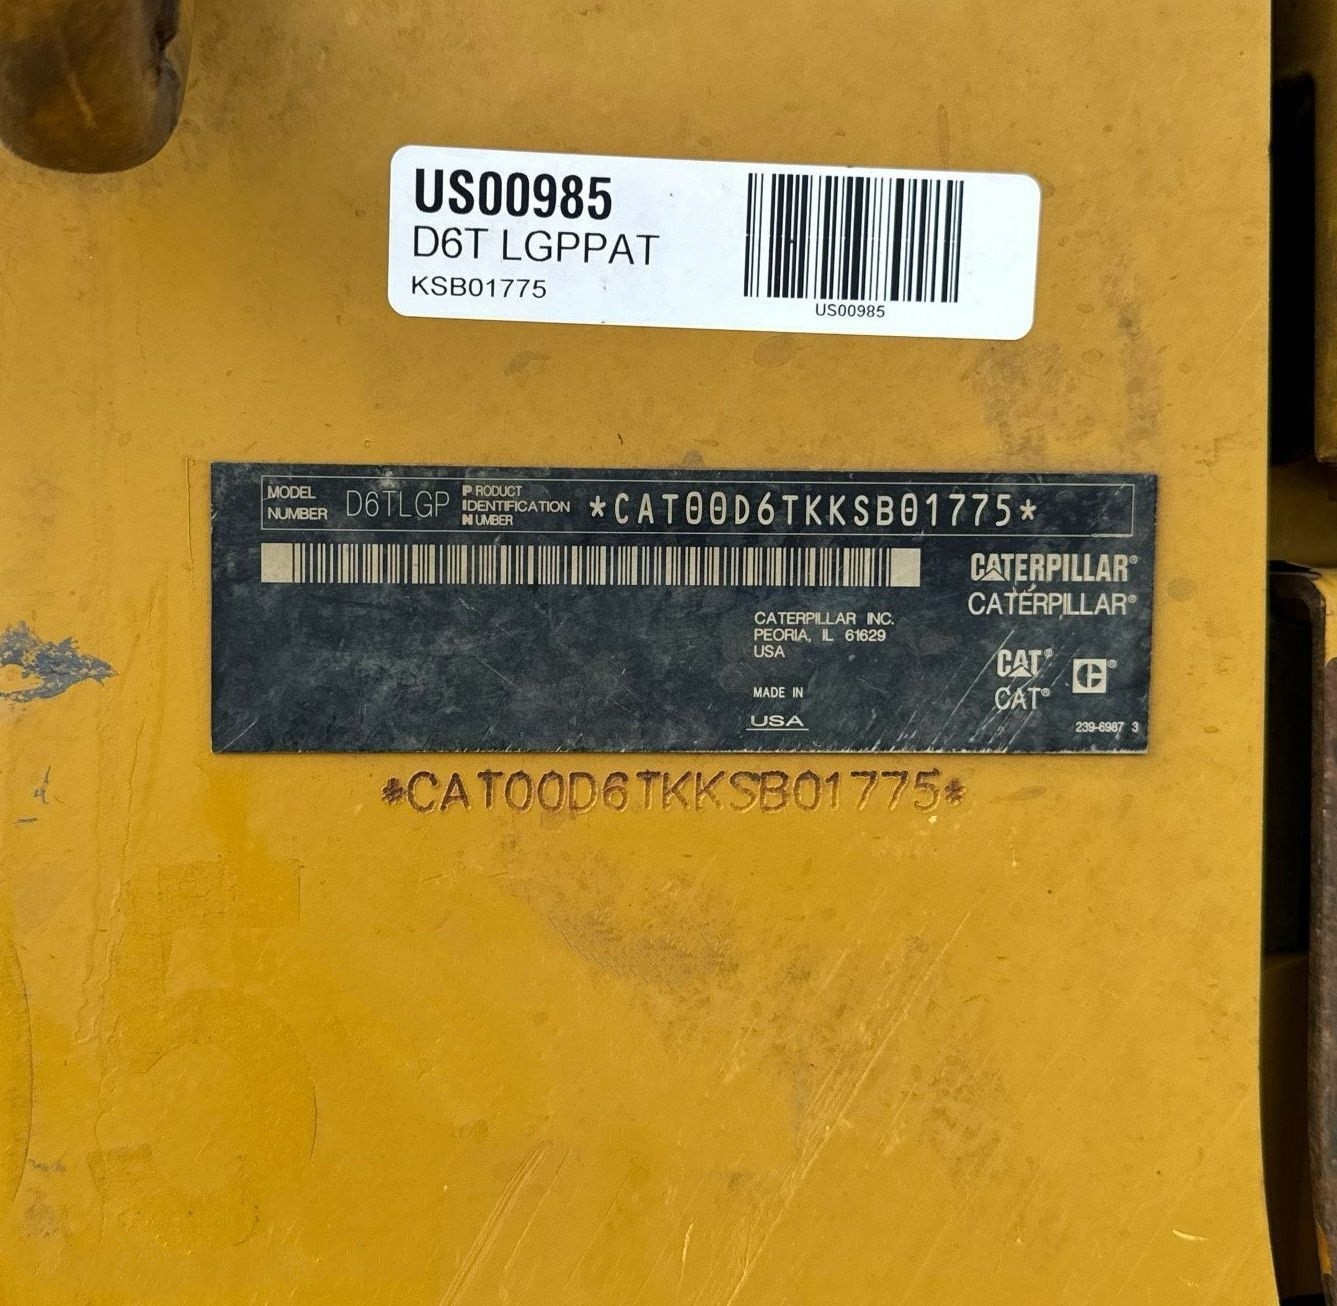 US00985
D6T LGPPAT
KSB01775
US00985
MODEL NUMBER D6TLGP PRODUCT IDENTIFICATION NUMBER *CAT00D6TKKSB01775*
CATERPILLAR®
CATERPILLAR®
CATERPILLAR INC.
PEORIA, IL 61629
USA
CAT®
CAT®
MADE IN
USA
239-6987 3
*CAT00D6TKKSB01775*